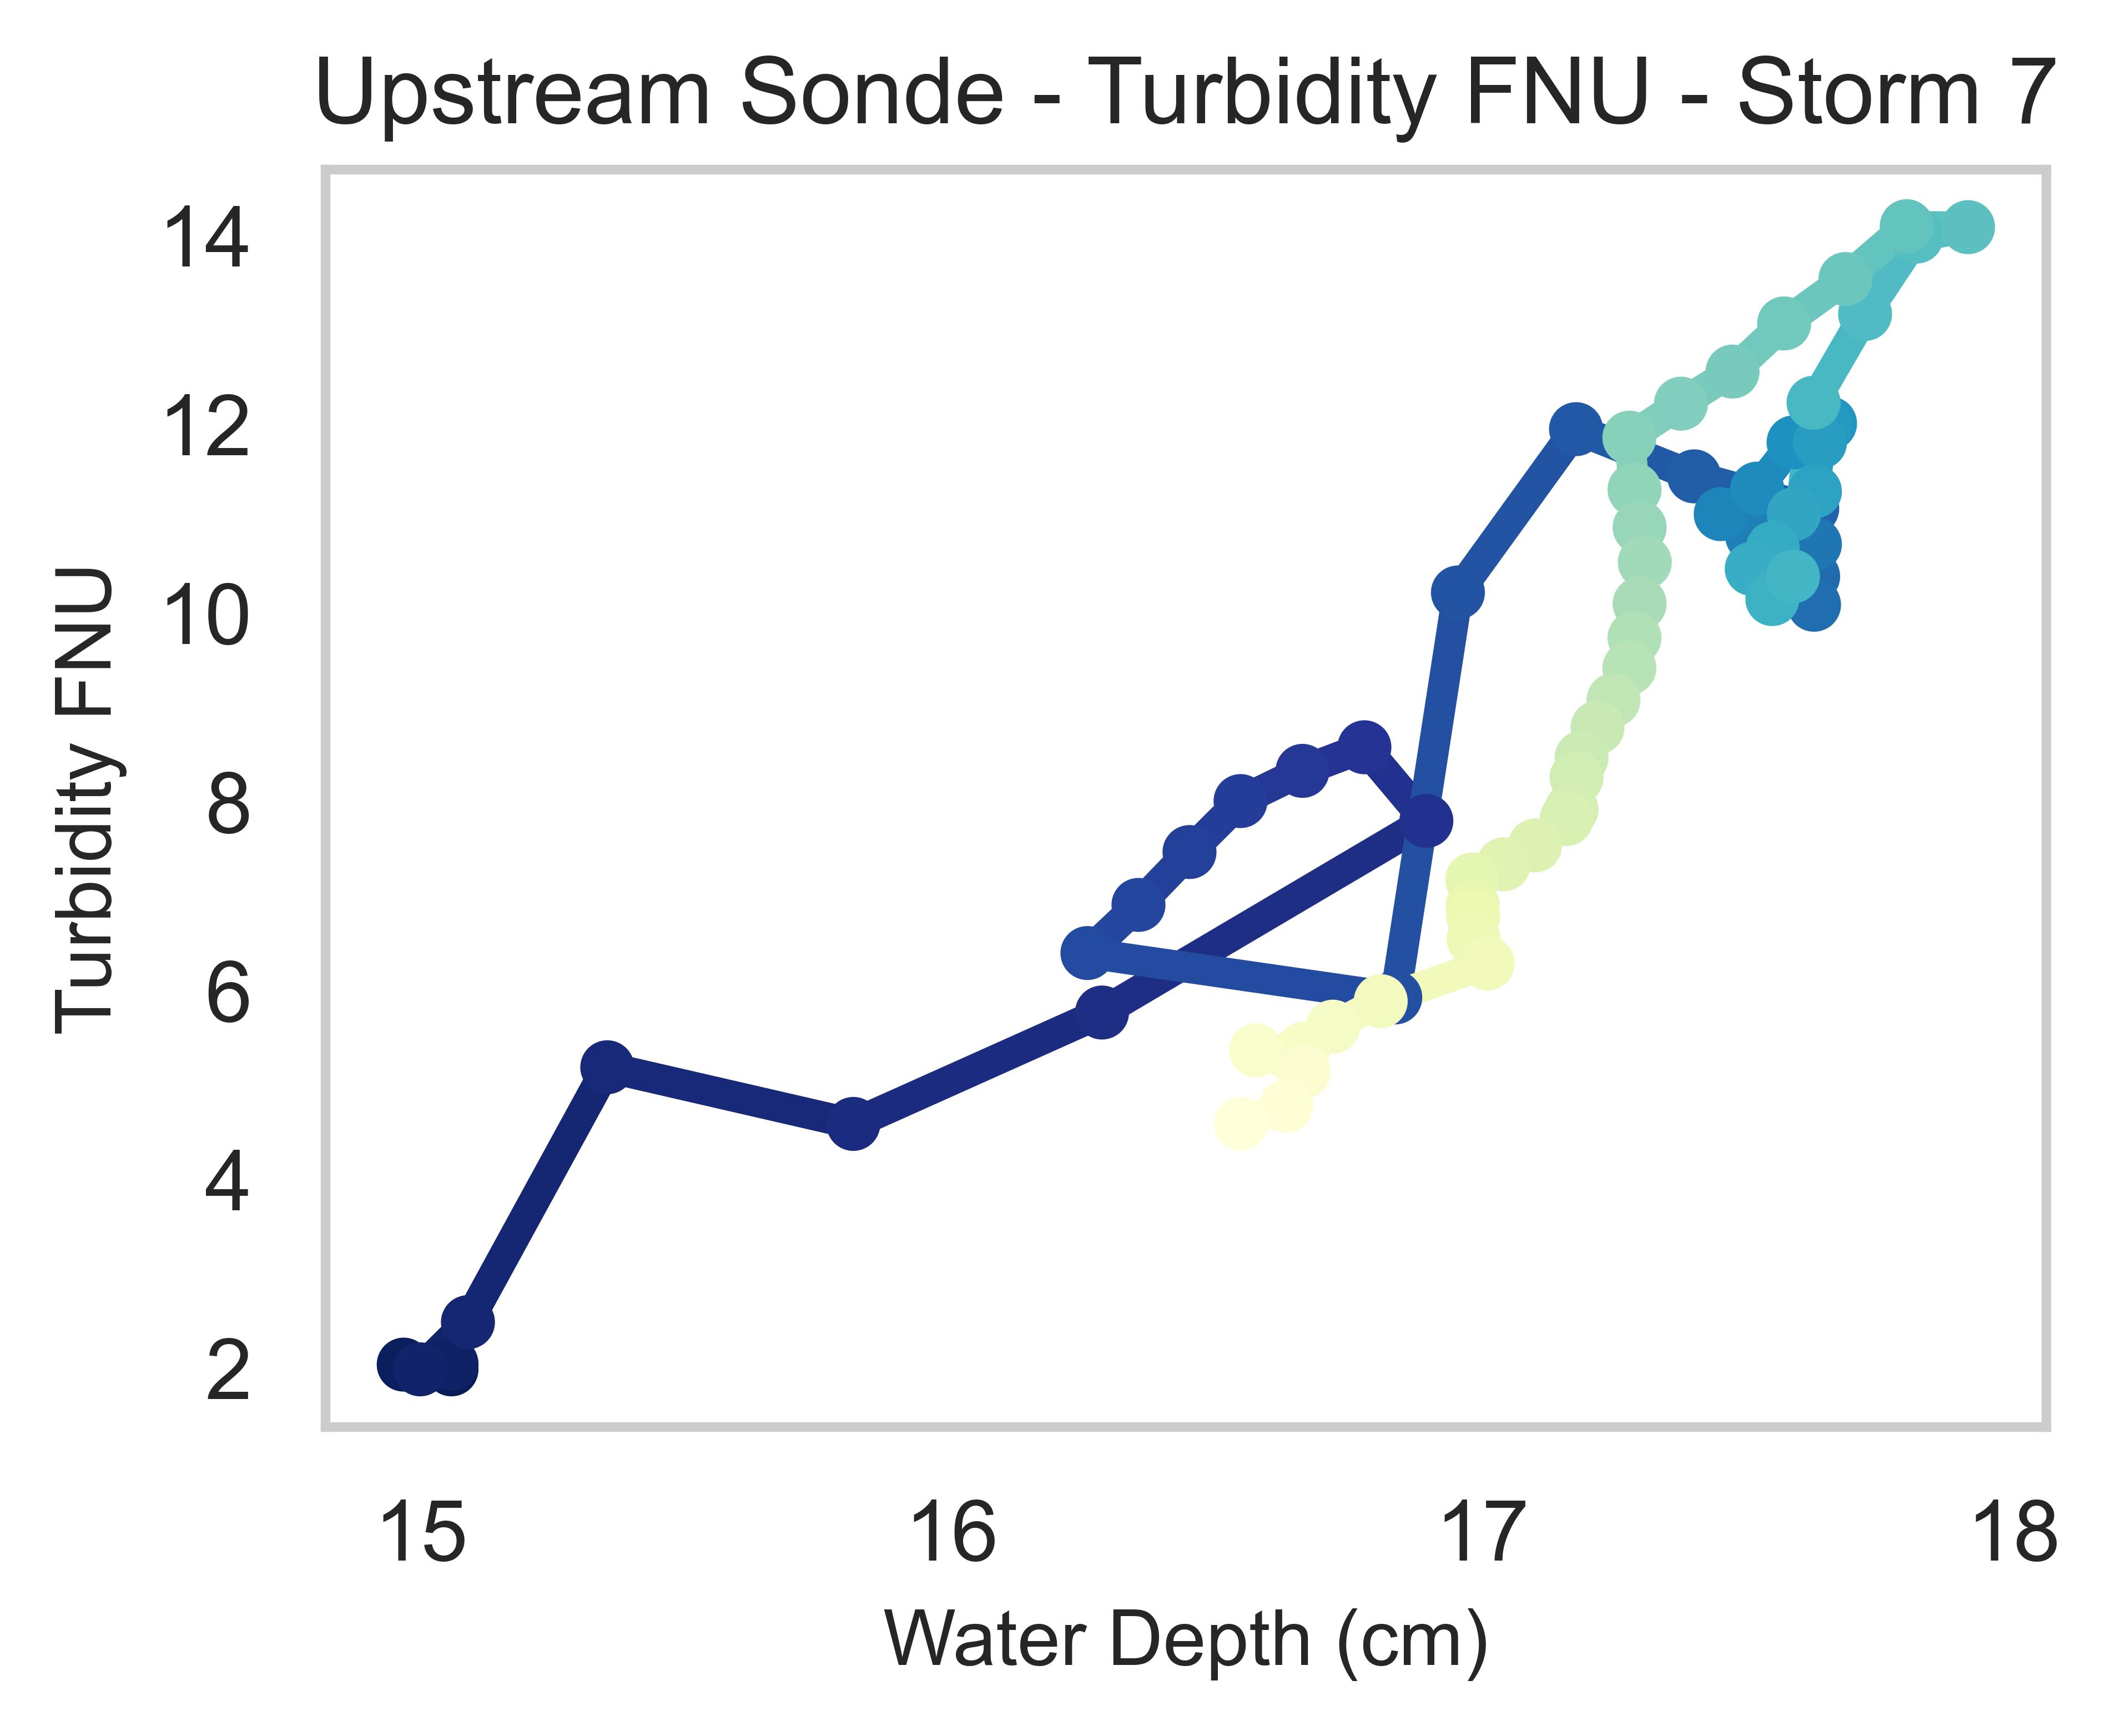 Upstream Sonde - Turbidity FNU - Storm 7
14
12
10
8
6
4
2
Turbidity FNU
15 16 17 18
Water Depth (cm)